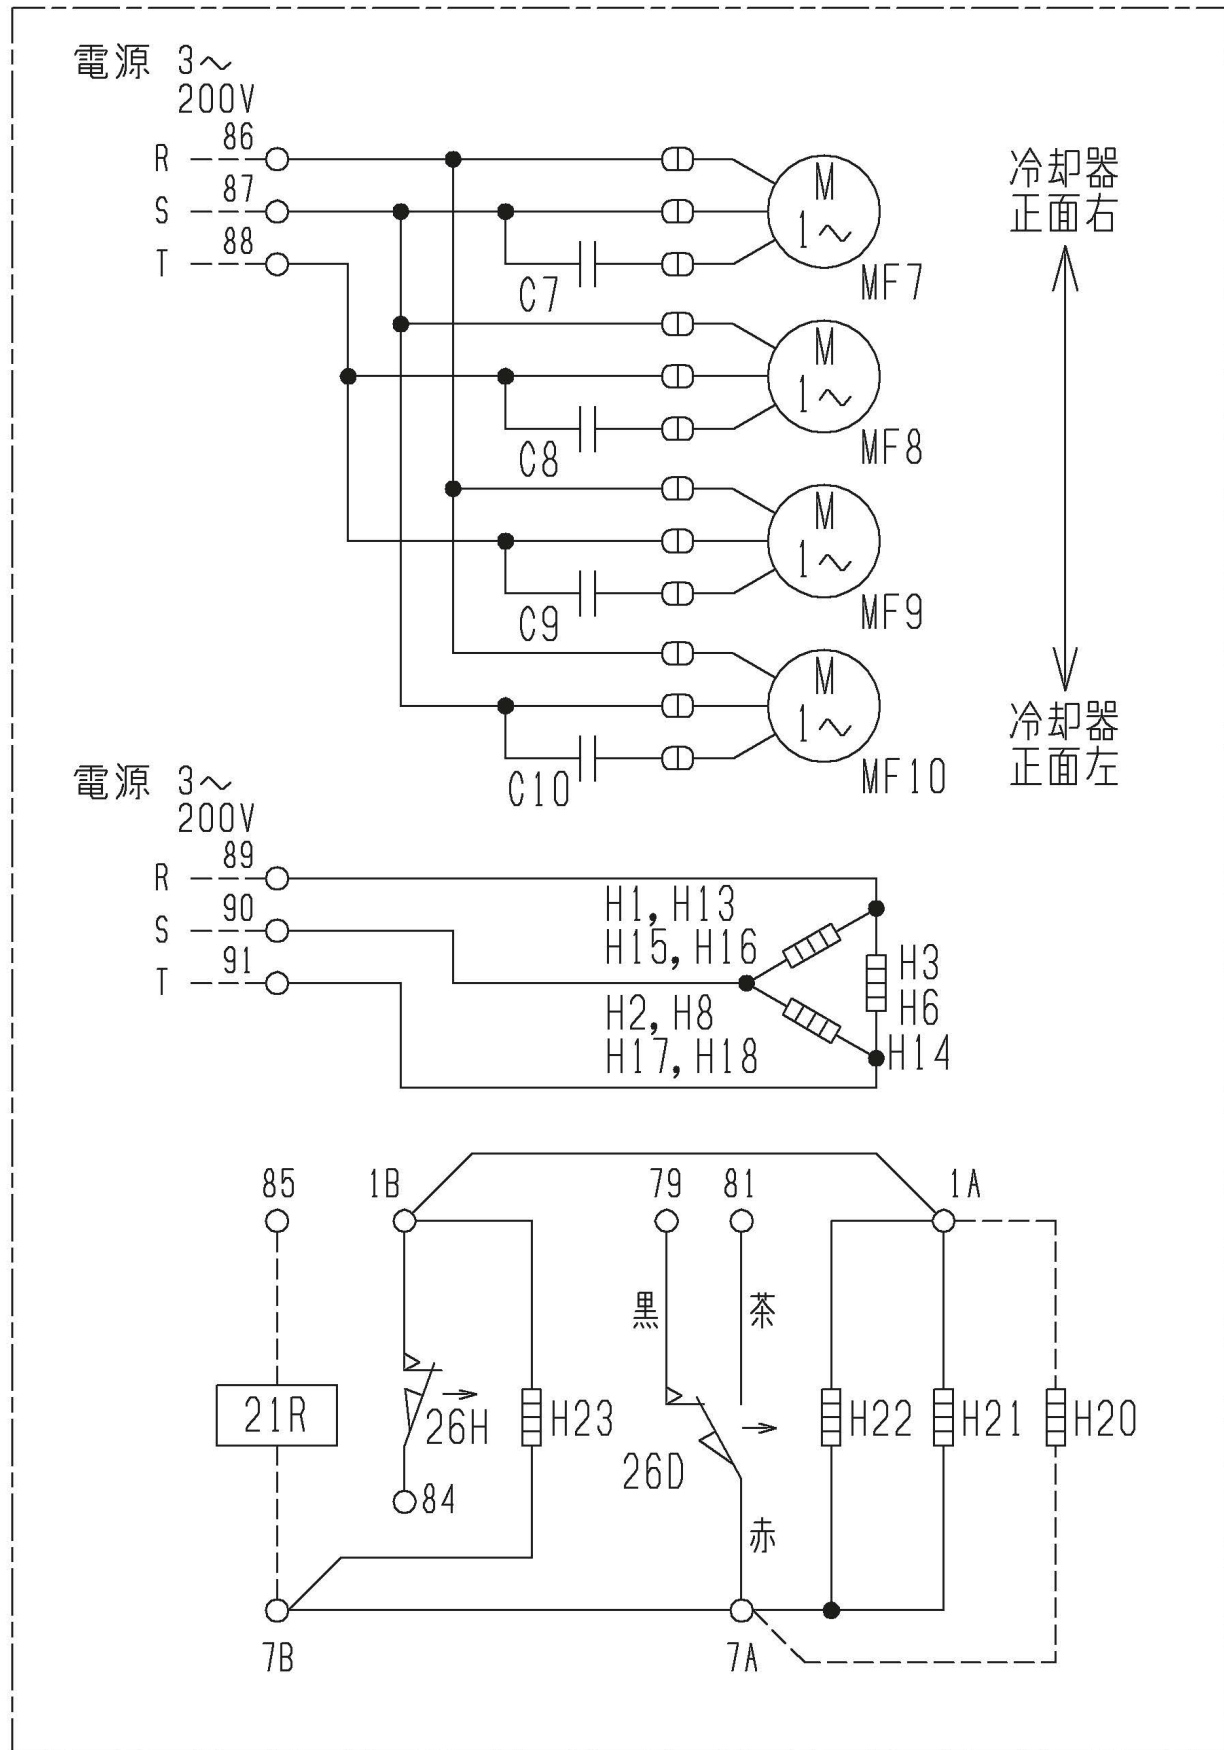 電源 3～
200V
R 86
S 87
T 88
M
1～
MF7
C7
冷却器
正面右
M
1～
MF8
C8
M
1～
MF9
C9
M
1～
MF10
C10
冷却器
正面左
電源 3～
200V
R 89
S 90
T 91
H1,H13
H15,H16
H3
H6
H14
H2,H8
H17,H18
85 1B 79 81 1A
黒 茶
21R 26H H23 26D H22 H21 H20
84
赤
7B 7A